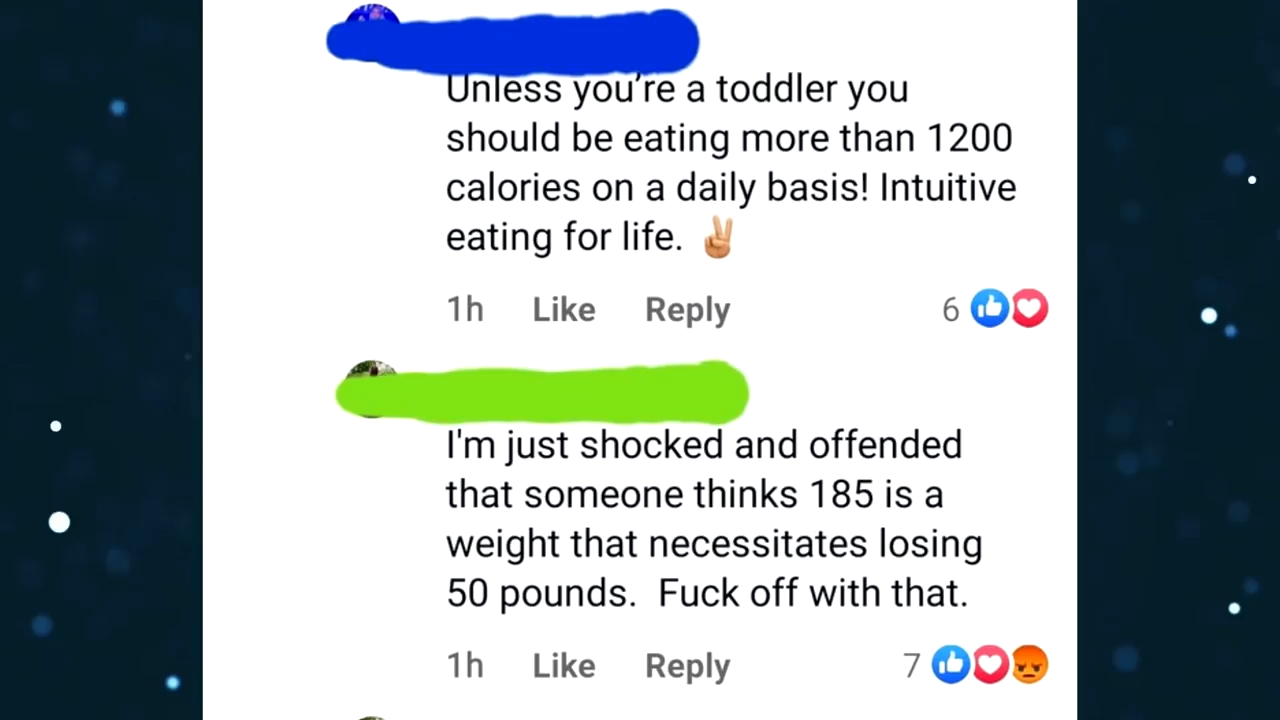 Unless you're a toddler you
should be eating more than 1200
calories on a daily basis! Intuitive
eating for life. ✌🏼
1h Like Reply 6
I'm just shocked and offended
that someone thinks 185 is a
weight that necessitates losing
50 pounds.  Fuck off with that.
1h Like Reply 7